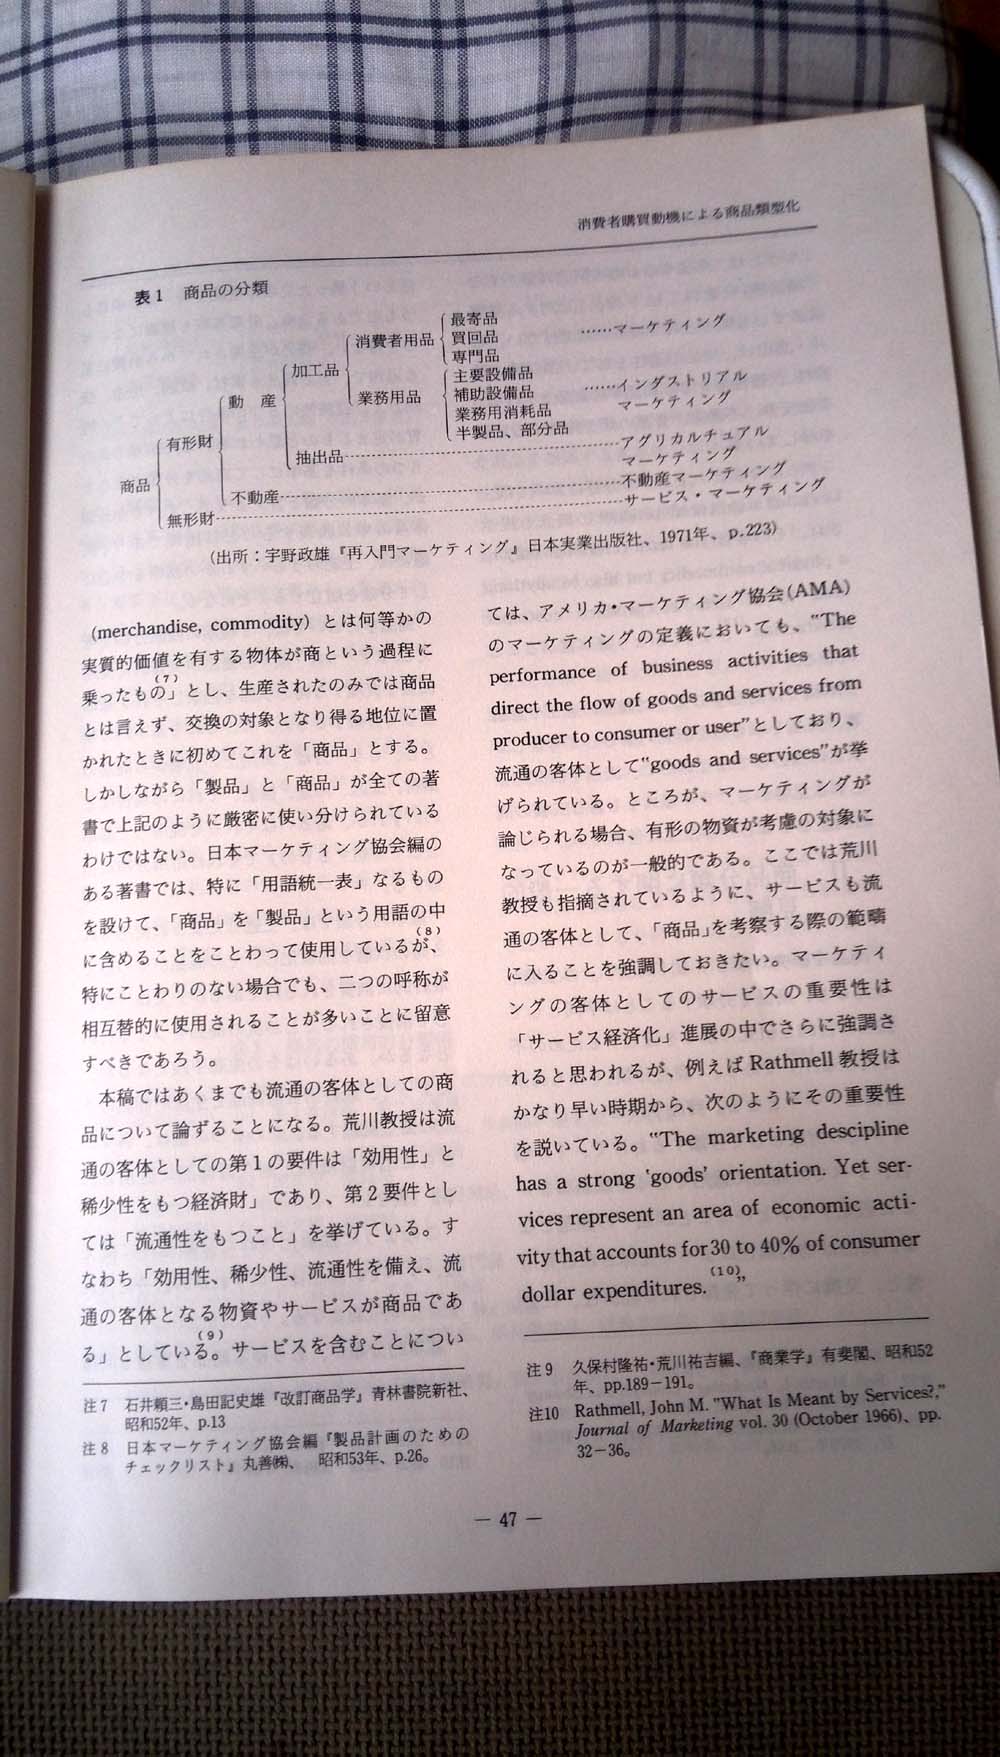 消費者購買動機による商品類型化
表1 商品の分類
最寄品
消費者用品 買回品 ……マーケティング
専門品
加工品
主要設備品
業務用品 補助設備品 ……インダストリアル
業務用消耗品 マーケティング
動 産 半製品、部分品
有形財
抽出品 アグリカルチュアル
マーケティング
商品
不動産 不動産マーケティング
無形財 サービス・マーケティング
(出所:宇野政雄『再入門マーケティング』日本実業出版社、1971年、p.223)
(merchandise, commodity) とは何等かの
実質的価値を有する物体が商という過程に
乗ったもの」(7)とし、生産されたのみでは商品
とは言えず、交換の対象となり得る地位に置
かれたときに初めてこれを「商品」とする。
しかしながら「製品」と「商品」が全ての著
書で上記のように厳密に使い分けられている
わけではない。日本マーケティング協会編の
ある著書では、特に「用語統一表」なるもの
を設けて、「商品」を「製品」という用語の中
に含めることをことわって使用しているが、(8)
特にことわりのない場合でも、二つの呼称が
相互替的に使用されることが多いことに留意
すべきであろう。
本稿ではあくまでも流通の客体としての商
品について論ずることになる。荒川教授は流
通の客体としての第1の要件は「効用性」と
稀少性をもつ経済財」であり、第2要件とし
ては「流通性をもつこと」を挙げている。す
なわち「効用性、稀少性、流通性を備え、流
通の客体となる物資やサービスが商品であ
る」としている。(9)サービスを含むことについ
注7 石井頼三・島田記史雄『改訂商品学』青林書院新社、
昭和52年、p.13
注8 日本マーケティング協会編『製品計画のための
チェックリスト』丸善㈱、 昭和53年、p.26。
ては、アメリカ・マーケティング協会(AMA)
のマーケティングの定義においても、“The
performance of business activities that
direct the flow of goods and services from
producer to consumer or user”としており、
流通の客体として“goods and services”が挙
げられている。ところが、マーケティングが
論じられる場合、有形の物資が考慮の対象に
なっているのが一般的である。ここでは荒川
教授も指摘されているように、サービスも流
通の客体として、「商品」を考察する際の範疇
に入ることを強調しておきたい。マーケティ
ングの客体としてのサービスの重要性は
「サービス経済化」進展の中でさらに強調さ
れると思われるが、例えばRathmell 教授は
かなり早い時期から、次のようにその重要性
を説いている。“The marketing descipline
has a strong ‘goods’ orientation. Yet ser-
vices represent an area of economic acti-
vity that accounts for 30 to 40% of consumer
dollar expenditures.(10)”
注9 久保村隆祐・荒川祐吉編、『商業学』有斐閣、昭和52
年、pp.189-191。
注10 Rathmell, John M. "What Is Meant by Services?,"
Journal of Marketing vol. 30 (October 1966)、pp.
32-36。
— 47 —